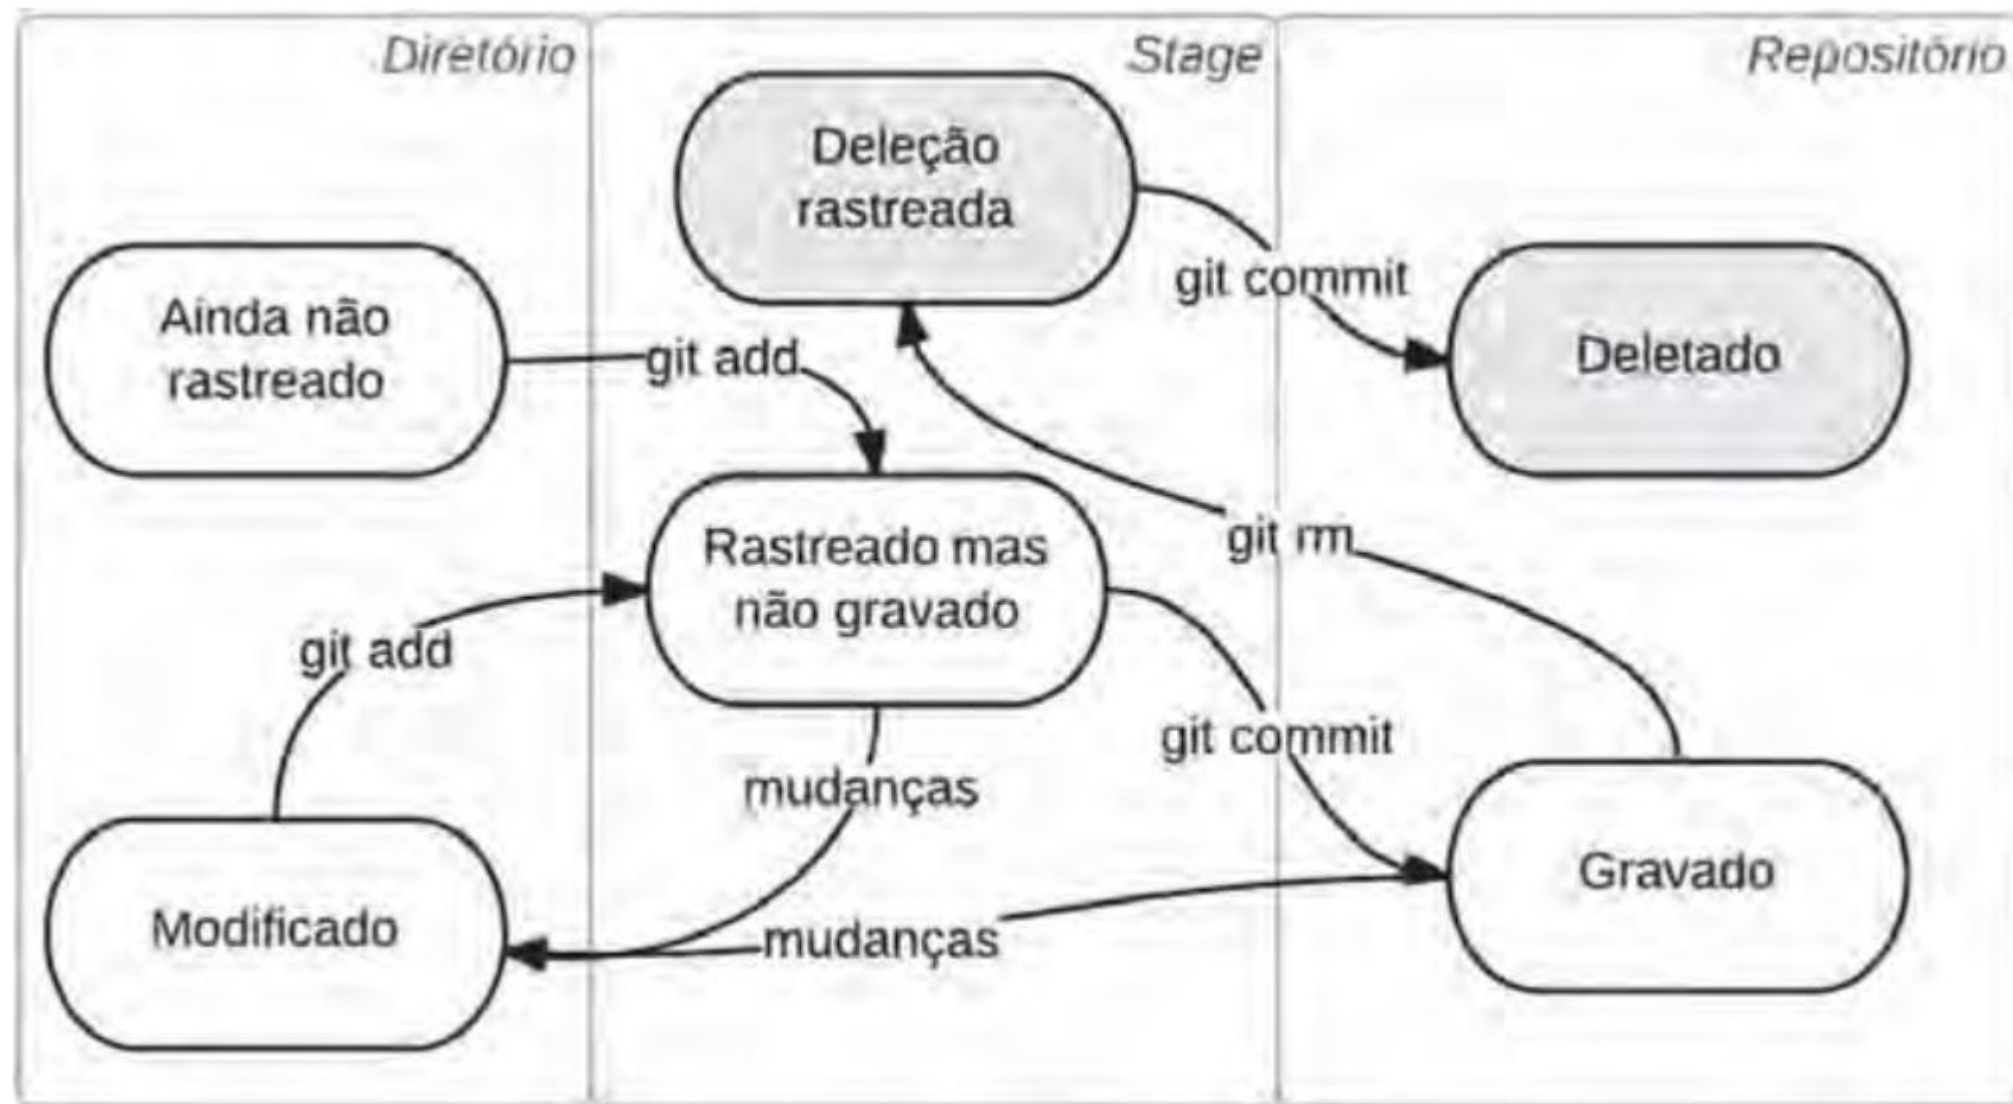 Diretório
Stage
Repositório
Deleção
rastreada
git commit
Deletado
Ainda não
rastreado
git add
git rm
Rastreado mas
não gravado
git add
git commit
mudanças
Gravado
Modificado
mudanças